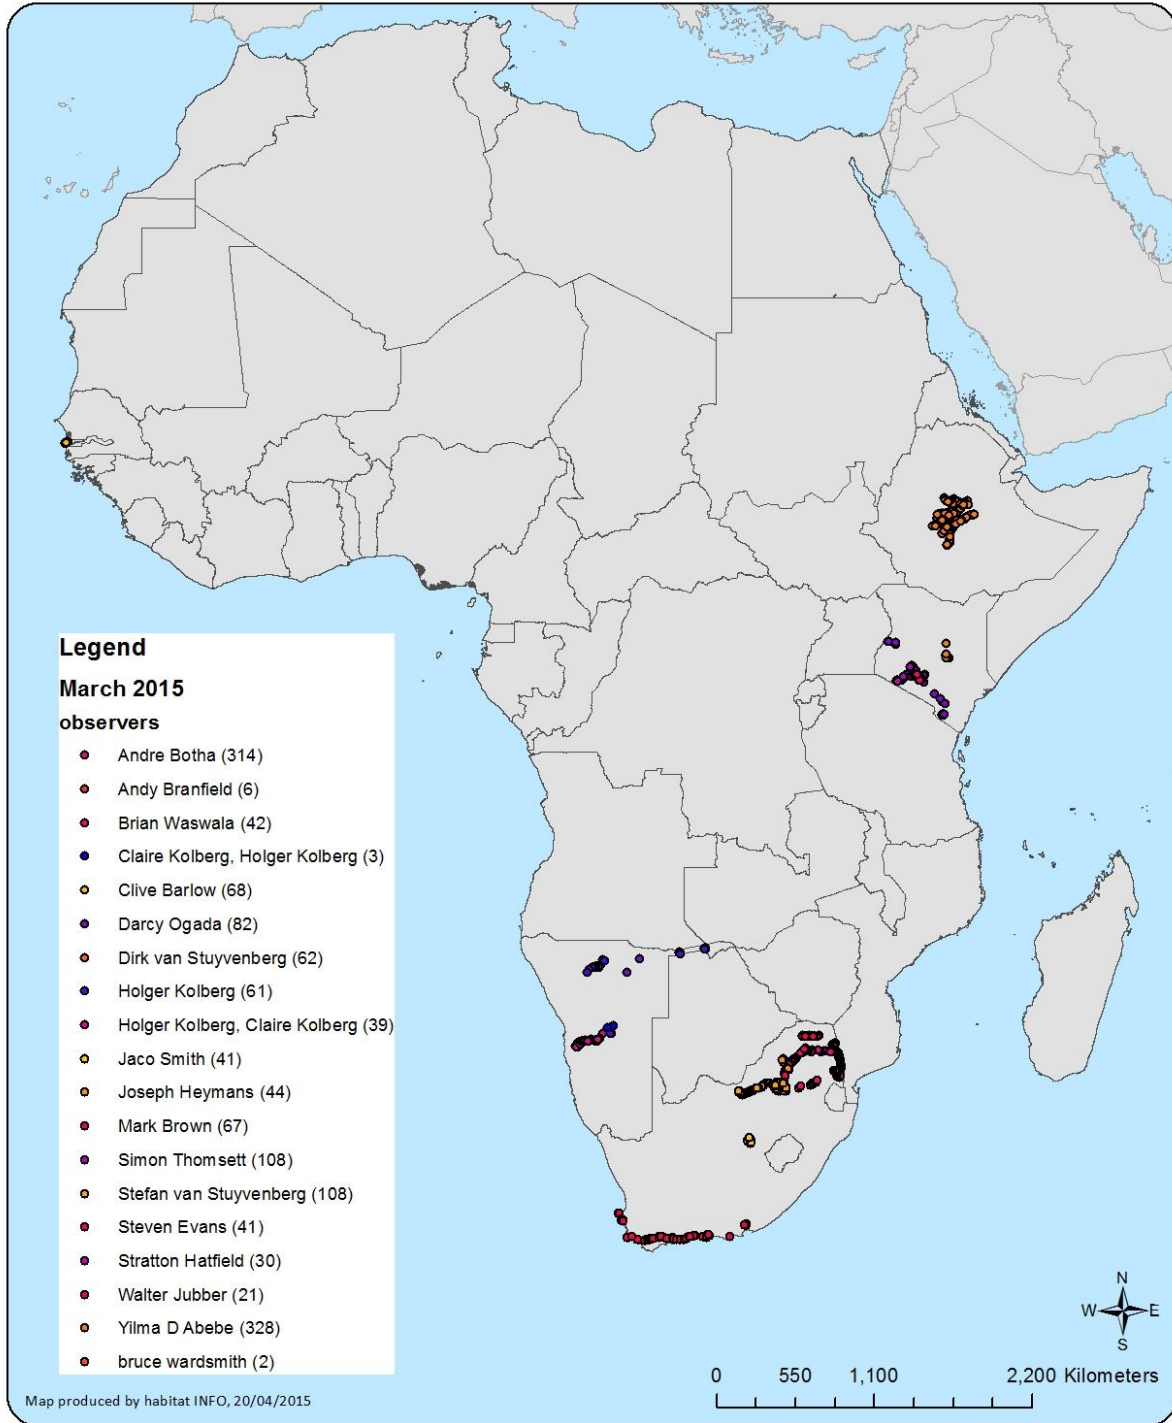 Legend
March 2015
observers
Andre Botha (314)
Andy Branfield (6)
Brian Waswala (42)
Claire Kolberg, Holger Kolberg (3)
Clive Barlow (68)
Darcy Ogada (82)
Dirk van Stuyvenberg (62)
Holger Kolberg (61)
Holger Kolberg, Claire Kolberg (39)
Jaco Smith (41)
Joseph Heymans (44)
Mark Brown (67)
Simon Thomsett (108)
Stefan van Stuyvenberg (108)
Steven Evans (41)
Stratton Hatfield (30)
Walter Jubber (21)
Yilma D Abebe (328)
bruce wardsmith (2)
N
W E
S
0 550 1,100 2,200 Kilometers
Map produced by habitat INFO, 20/04/2015